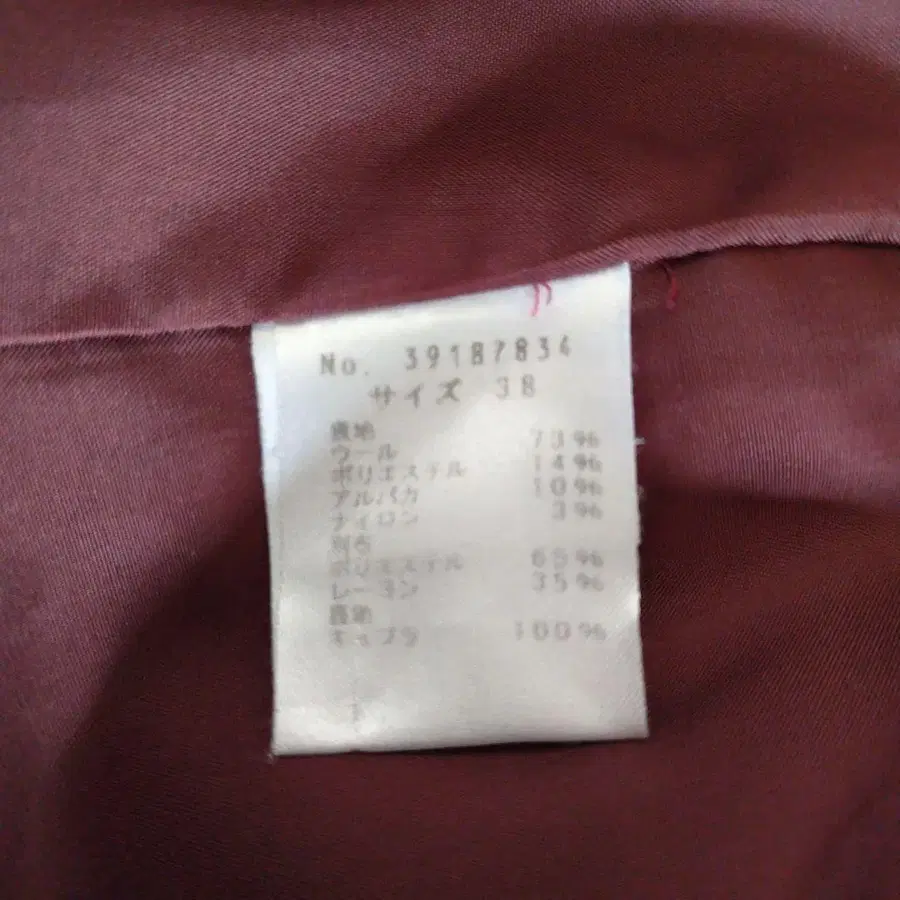 No. 39187834
サイズ 38
表地
ウール 73%
ポリエステル 14%
アルパカ 10%
ナイロン 3%
別布
ポリエステル 65%
レーヨン 35%
裏地
キュプラ 100%